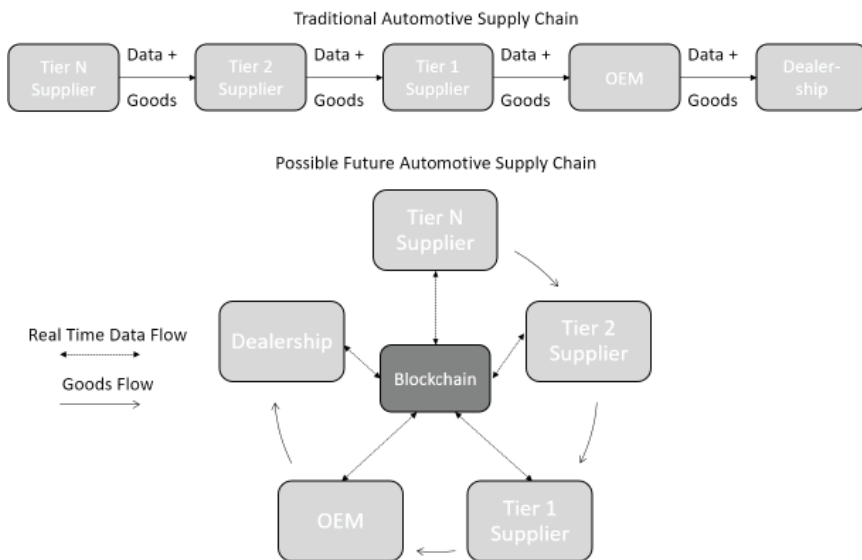 Traditional Automotive Supply Chain
Tier N
Supplier
Data +
Goods
Tier 2
Supplier
Data +
Goods
Tier 1
Supplier
Data +
Goods
OEM
Data +
Goods
Dealer-
ship
Possible Future Automotive Supply Chain
Tier N
Supplier
Tier 2
Supplier
Dealership
Blockchain
Real Time Data Flow
Goods Flow
OEM
Tier 1
Supplier